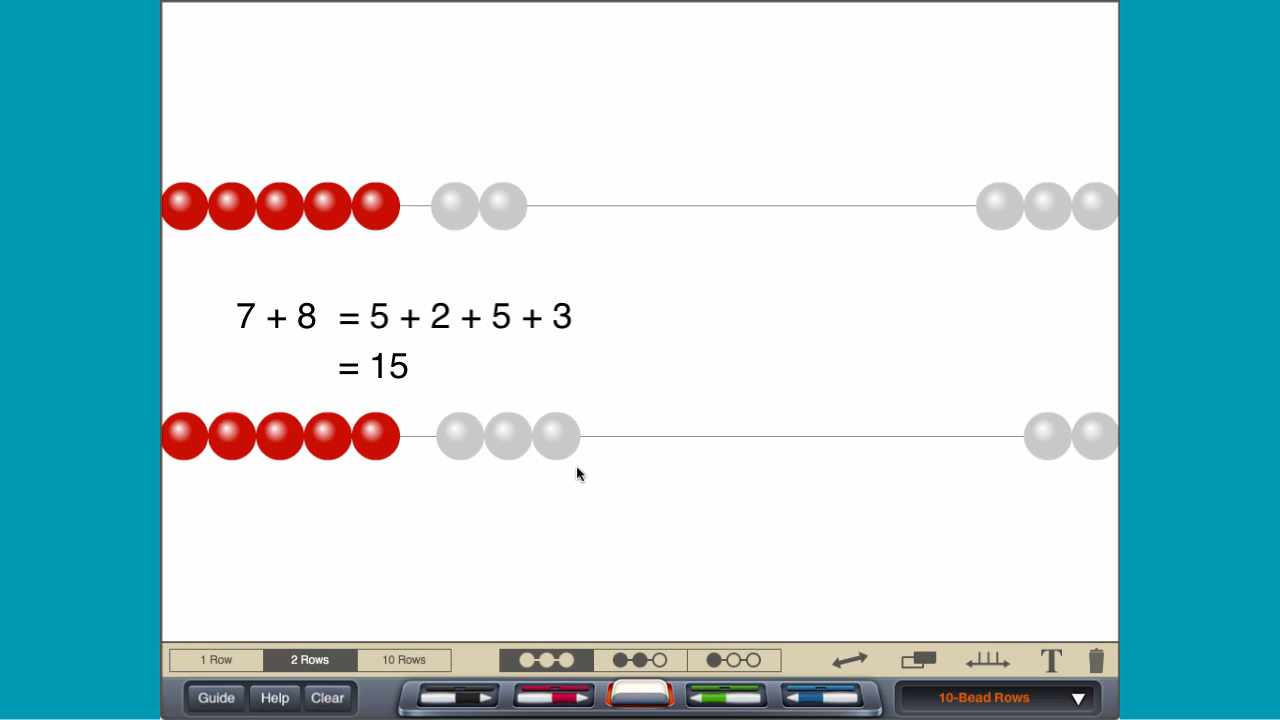 7 + 8 = 5 + 2 + 5 + 3
= 15
1 Row 2 Rows 10 Rows T
Guide Help Clear 10-Bead Rows